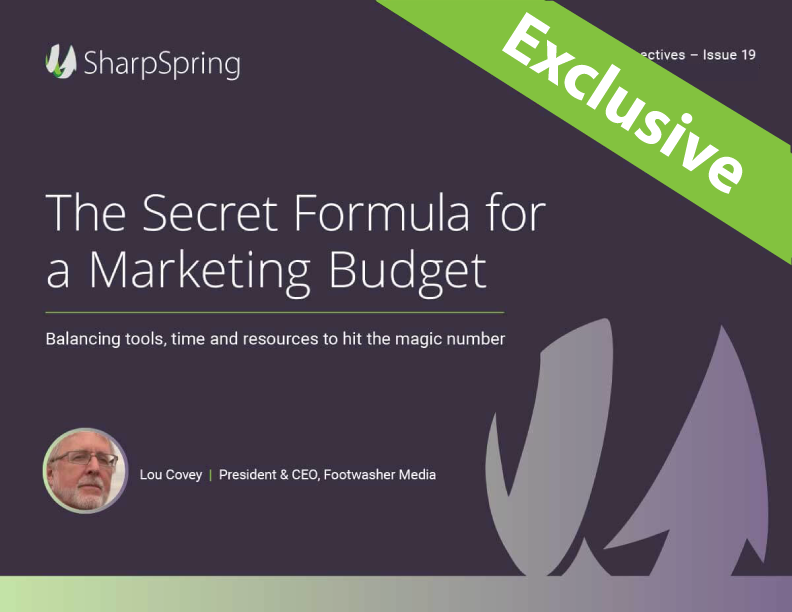 SharpSpring
– Issue 19
Exclusive
The Secret Formula for
a Marketing Budget
Balancing tools, time and resources to hit the magic number
Lou Covey | President & CEO, Footwasher Media